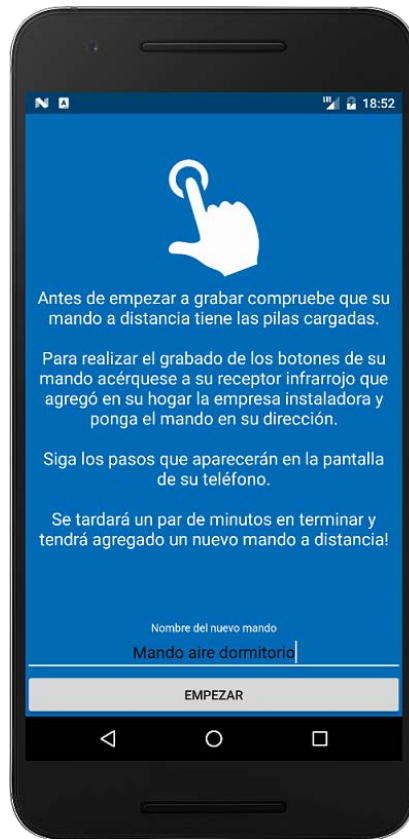 18:52
Antes de empezar a grabar compruebe que su
mando a distancia tiene las pilas cargadas.
Para realizar el grabado de los botones de su
mando acérquese a su receptor infrarrojo que
agregó en su hogar la empresa instaladora y
ponga el mando en su dirección.
Siga los pasos que aparecerán en la pantalla
de su teléfono.
Se tardará un par de minutos en terminar y
tendrá agregado un nuevo mando a distancia!
Nombre del nuevo mando
Mando aire dormitorio
EMPEZAR